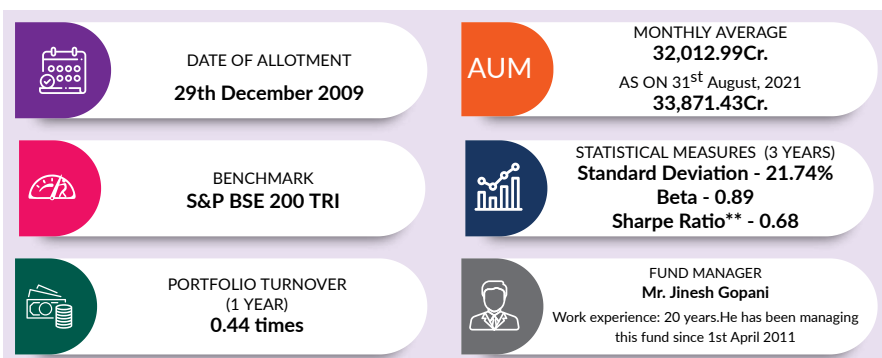 DATE OF ALLOTMENT
29th December 2009
AUM
MONTHLY AVERAGE
32,012.99Cr.
AS ON 31st August, 2021
33,871.43Cr.
BENCHMARK
S&P BSE 200 TRI
STATISTICAL MEASURES (3 YEARS)
Standard Deviation - 21.74%
Beta - 0.89
Sharpe Ratio** - 0.68
PORTFOLIO TURNOVER
(1 YEAR)
0.44 times
FUND MANAGER
Mr. Jinesh Gopani
Work experience: 20 years.He has been managing
this fund since 1st April 2011